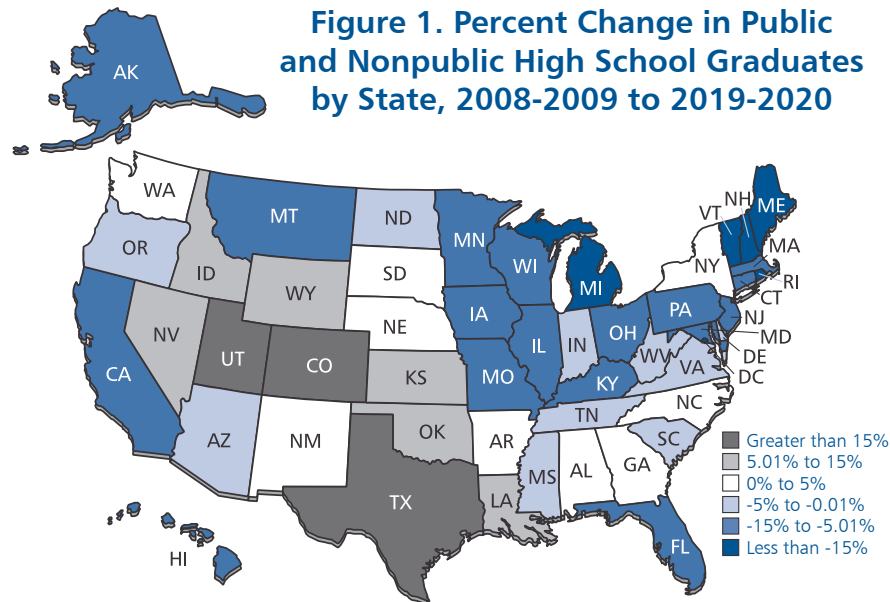 Figure 1. Percent Change in Public
and Nonpublic High School Graduates
by State, 2008-2009 to 2019-2020
AK
WA
MT
ND
MN
VT
NH
ME
OR
ID
WY
SD
WI
MI
NY
MA
RI
CT
NV
UT
CO
NE
IA
IL
IN
OH
PA
NJ
MD
DE
DC
CA
KS
MO
KY
WV
VA
AZ
NM
OK
AR
TN
NC
SC
TX
LA
MS
AL
GA
FL
HI
Greater than 15%
5.01% to 15%
0% to 5%
-5% to -0.01%
-15% to -5.01%
Less than -15%